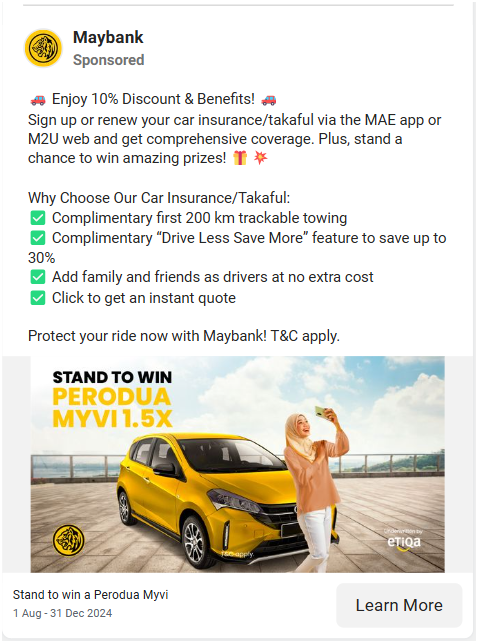 Maybank
Sponsored
🚗 Enjoy 10% Discount & Benefits! 🚗
Sign up or renew your car insurance/takaful via the MAE app or
M2U web and get comprehensive coverage. Plus, stand a
chance to win amazing prizes! 🎁 💥
Why Choose Our Car Insurance/Takaful:
✅ Complimentary first 200 km trackable towing
✅ Complimentary “Drive Less Save More” feature to save up to
30%
✅ Add family and friends as drivers at no extra cost
✅ Click to get an instant quote
Protect your ride now with Maybank! T&C apply.
STAND TO WIN
PERODUA
MYVI 1.5X
Underwritten by
etiqa
T&C apply.
Stand to win a Perodua Myvi
1 Aug - 31 Dec 2024
Learn More